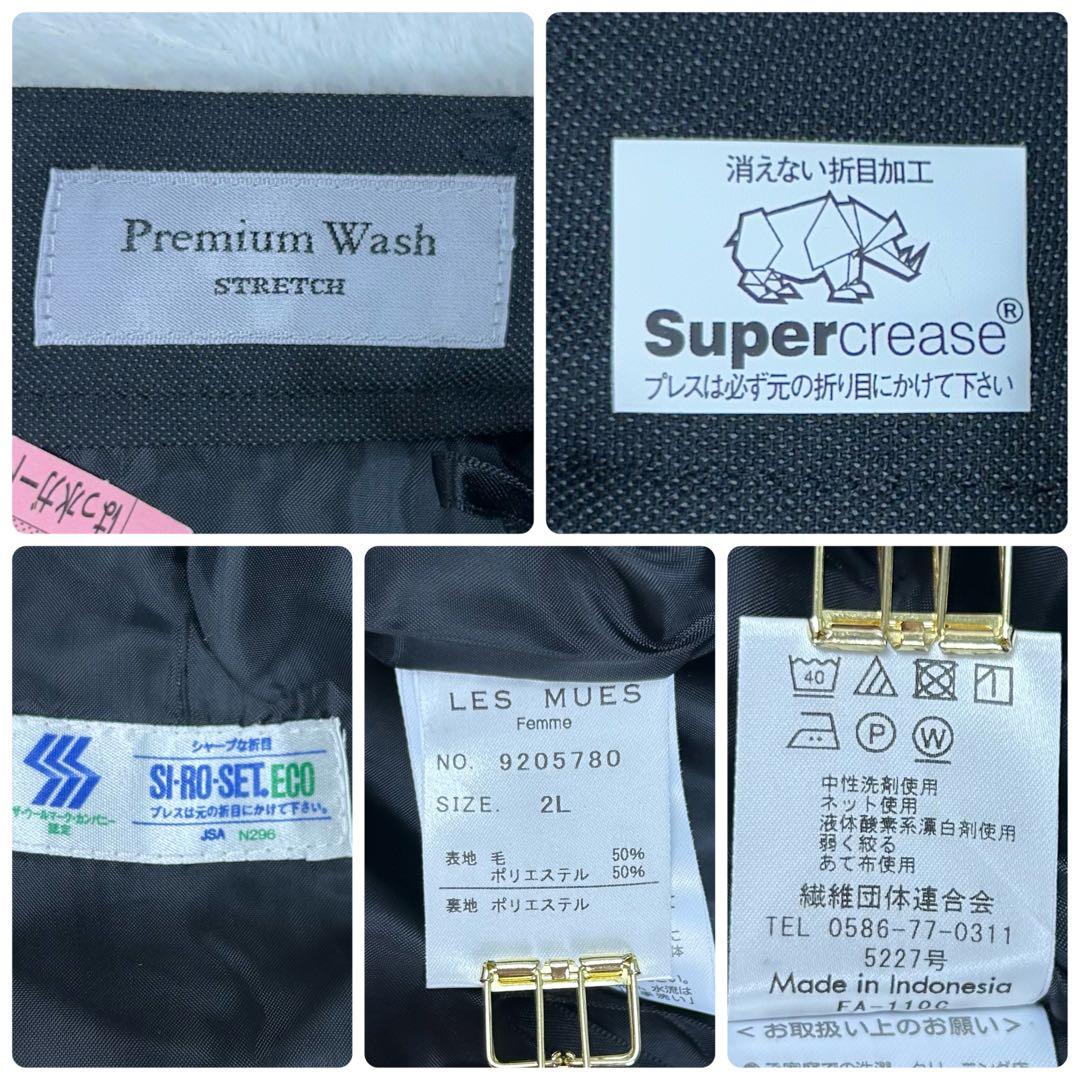 Premium Wash
STRETCH
はっ水ガー
消えない折目加工
Supercrease®
プレスは必ず元の折り目にかけて下さい
シャープな折目
SI-RO-SET.ECO
プレスは元の折目にかけて下さい。
ザ・ウールマーク・カンパニー
認定
JSA N296
LES MUES
Femme
NO. 9205780
SIZE. 2L
表地 毛 50%
ポリエステル 50%
裏地 ポリエステル
40
P
W
中性洗剤使用
ネット使用
液体酸素系漂白剤使用
弱く絞る
あて布使用
繊維団体連合会
TEL 0586-77-0311
5227号
Made in Indonesia
＜お取扱い上のお願い＞